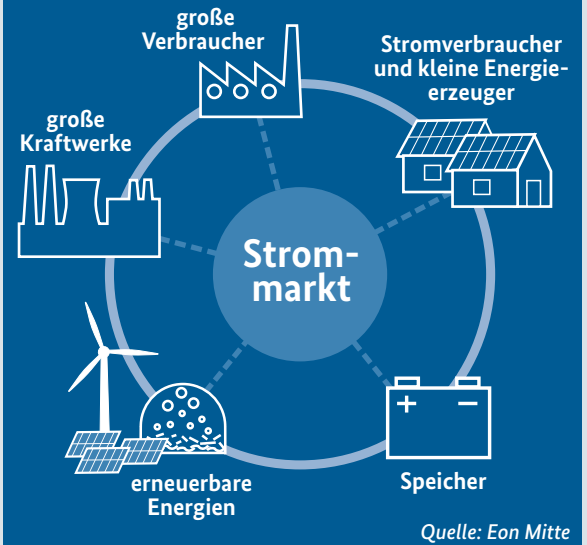 große
Verbraucher
Stromverbraucher
und kleine Energie-
erzeuger
große
Kraftwerke
Strom-
markt
+ −
erneuerbare
Energien
Speicher
Quelle: Eon Mitte